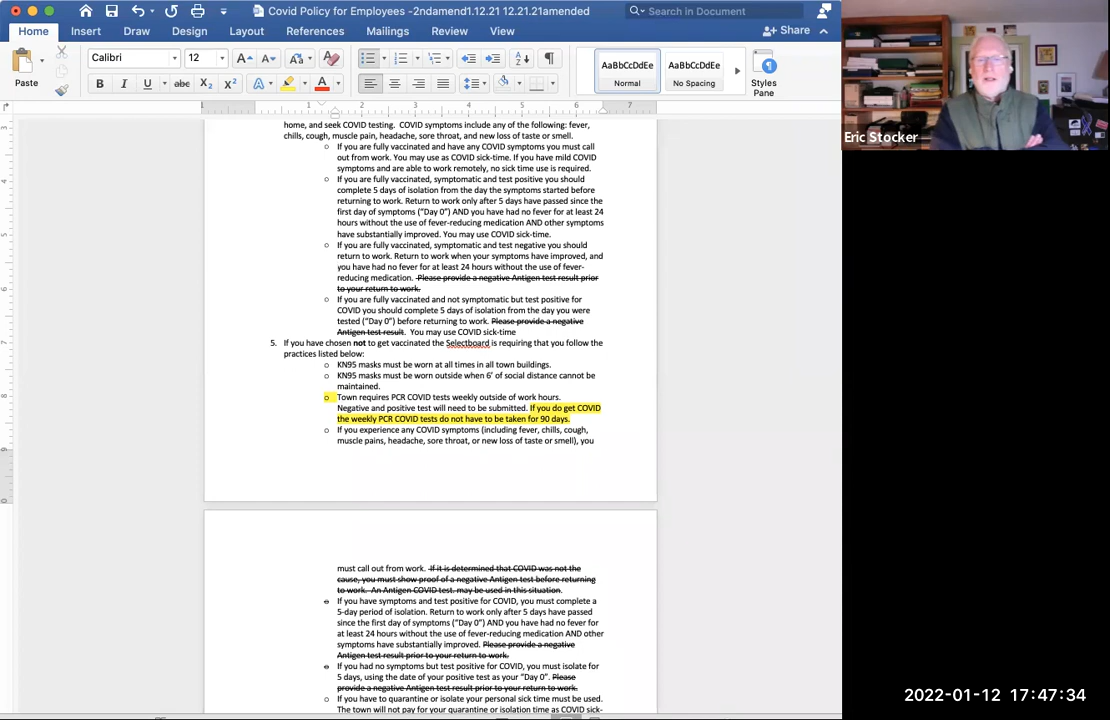 Covid Policy for Employees -2ndamend1.12.21 12.21.21amended
Search in Document
Home Insert Draw Design Layout References Mailings Review View
Share
Paste
Calibri 12
B I U abc X2 X2
AaBbCcDdEe AaBbCcDdEe
Normal No Spacing
Styles Pane
1 1 2 3 4 5 6 7
home, and seek COVID testing. COVID symptoms include any of the following: fever,
chills, cough, muscle pain, headache, sore throat, and new loss of taste or smell.
o If you are fully vaccinated and have any COVID symptoms you must call
out from work. You may use as COVID sick-time. If you have mild COVID
symptoms and are able to work remotely, no sick time use is required.
o If you are fully vaccinated, symptomatic and test positive you should
complete 5 days of isolation from the day the symptoms started before
returning to work. Return to work only after 5 days have passed since the
first day of symptoms (“Day 0”) AND you have had no fever for at least 24
hours without the use of fever-reducing medication AND other symptoms
have substantially improved. You may use COVID sick-time.
o If you are fully vaccinated, symptomatic and test negative you should
return to work. Return to work when your symptoms have improved, and
you have had no fever for at least 24 hours without the use of fever-
reducing medication. Please provide a negative Antigen test result prior
to your return to work.
o If you are fully vaccinated and not symptomatic but test positive for
COVID you should complete 5 days of isolation from the day you were
tested (“Day 0”) before returning to work. Please provide a negative
Antigen test result. You may use COVID sick-time
5. If you have chosen not to get vaccinated the Selectboard is requiring that you follow the
practices listed below:
o KN95 masks must be worn at all times in all town buildings.
o KN95 masks must be worn outside when 6’ of social distance cannot be
maintained.
o Town requires PCR COVID tests weekly outside of work hours.
Negative and positive test will need to be submitted. If you do get COVID
the weekly PCR COVID tests do not have to be taken for 90 days.
o If you experience any COVID symptoms (including fever, chills, cough,
muscle pains, headache, sore throat, or new loss of taste or smell), you
must call out from work. If it is determined that COVID was not the
cause, you must show proof of a negative Antigen test before returning
to work. An Antigen COVID test. may be used in this situation.
o If you have symptoms and test positive for COVID, you must complete a
5-day period of isolation. Return to work only after 5 days have passed
since the first day of symptoms (“Day 0”) AND you have had no fever for
at least 24 hours without the use of fever-reducing medication AND other
symptoms have substantially improved. Please provide a negative
Antigen test result prior to your return to work.
o If you had no symptoms but test positive for COVID, you must isolate for
5 days, using the date of your positive test as your “Day 0”. Please
provide a negative Antigen test result prior to your return to work.
o If you have to quarantine or isolate your personal sick time must be used.
The town will not pay for your quarantine or isolation time as COVID sick-
Eric Stocker
2022-01-12 17:47:34